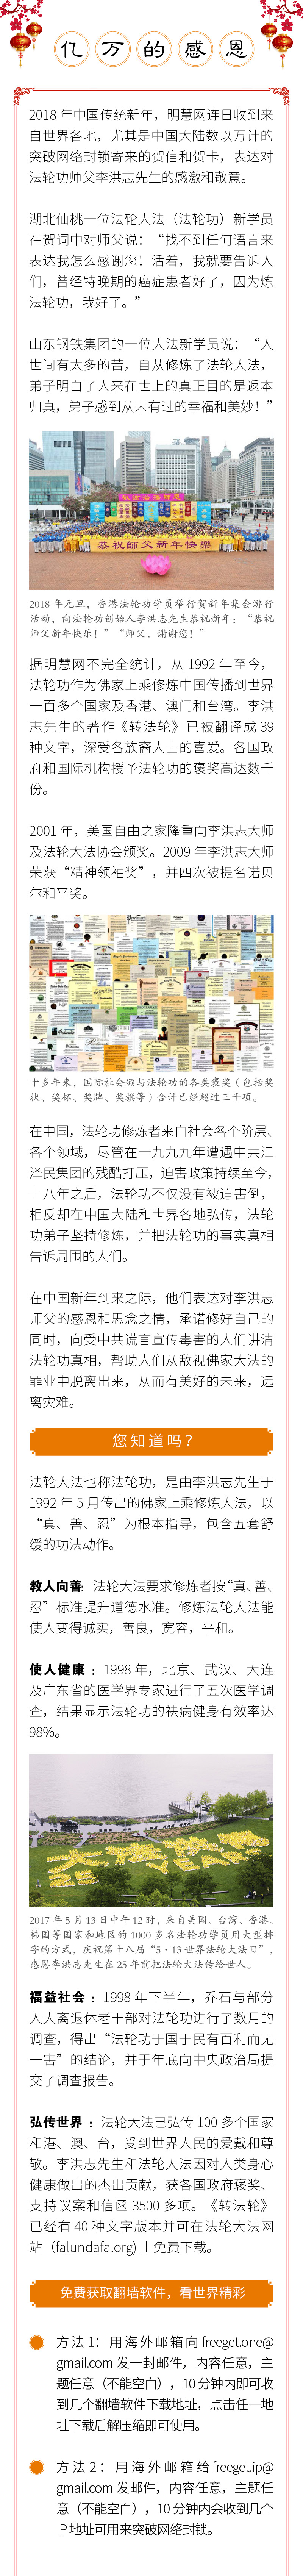 亿万的感恩
2018 年中国传统新年，明慧网连日收到来
自世界各地，尤其是中国大陆数以万计的
突破网络封锁寄来的贺信和贺卡，表达对
法轮功师父李洪志先生的感激和敬意。
湖北仙桃一位法轮大法（法轮功）新学员
在贺词中对师父说：“找不到任何语言来
表达我怎么感谢您！活着，我就要告诉人
们，曾经特晚期的癌症患者好了，因为炼
法轮功，我好了。”
山东钢铁集团的一位大法新学员说：“人
世间有太多的苦，自从修炼了法轮大法，
弟子明白了人来在世上的真正目的是返本
归真，弟子感到从未有过的幸福和美妙！”
恭祝師父新年快樂
2018 年元旦，香港法轮功学员举行贺新年集会游行
活动，向法轮功创始人李洪志先生恭祝新年：“恭祝
师父新年快乐！”“师父，谢谢您！”
据明慧网不完全统计，从 1992 年至今，
法轮功作为佛家上乘修炼中国传播到世界
一百多个国家及香港、澳门和台湾。李洪
志先生的著作《转法轮》已被翻译成 39
种文字，深受各族裔人士的喜爱。各国政
府和国际机构授予法轮功的褒奖高达数千
份。
2001 年，美国自由之家隆重向李洪志大师
及法轮大法协会颁奖。2009 年李洪志大师
荣获“精神领袖奖”，并四次被提名诺贝
尔和平奖。
十多年来，国际社会颁与法轮功的各类褒奖（包括奖
状、奖杯、奖牌、奖旗等）合计已经超过三千项。
在中国，法轮功修炼者来自社会各个阶层、
各个领域，尽管在一九九九年遭遇中共江
泽民集团的残酷打压，迫害政策持续至今，
十八年之后，法轮功不仅没有被迫害倒，
相反却在中国大陆和世界各地弘传，法轮
功弟子坚持修炼，并把法轮功的事实真相
告诉周围的人们。
在中国新年到来之际，他们表达对李洪志
师父的感恩和思念之情，承诺修好自己的
同时，向受中共谎言宣传毒害的人们讲清
法轮功真相，帮助人们从敌视佛家大法的
罪业中脱离出来，从而有美好的未来，远
离灾难。
您知道吗？
法轮大法也称法轮功，是由李洪志先生于
1992 年 5 月传出的佛家上乘修炼大法，以
“真、善、忍”为根本指导，包含五套舒
缓的功法动作。
教人向善：法轮大法要求修炼者按“真、善、
忍”标准提升道德水准。修炼法轮大法能
使人变得诚实，善良，宽容，平和。
使人健康：1998 年，北京、武汉、大连
及广东省的医学界专家进行了五次医学调
查，结果显示法轮功的祛病健身有效率达
98%。
2017 年 5 月 13 日中午 12 时，来自美国、台湾、香港、
韩国等国家和地区的 1000 多名法轮功学员用大型排
字的方式，庆祝第十八届“5·13 世界法轮大法日”，
感恩李洪志先生在 25 年前把法轮大法传给世人。
福益社会：1998 年下半年，乔石与部分
人大离退休老干部对法轮功进行了数月的
调查，得出“法轮功于国于民有百利而无
一害”的结论，并于年底向中央政治局提
交了调查报告。
弘传世界：法轮大法已弘传 100 多个国家
和港、澳、台，受到世界人民的爱戴和尊
敬。李洪志先生和法轮大法因对人类身心
健康做出的杰出贡献，获各国政府褒奖、
支持议案和信函 3500 多项。《转法轮》
已经有 40 种文字版本并可在法轮大法网
站（falundafa.org) 上免费下载。
免费获取翻墙软件，看世界精彩
方法 1：用海外邮箱向 freeget.one@
gmail.com 发一封邮件，内容任意，主
题任意（不能空白），10 分钟内即可收
到几个翻墙软件下载地址，点击任一地
址下载后解压缩即可使用。
方法 2：用海外邮箱给 freeget.ip@
gmail.com 发邮件，内容任意，主题任
意（不能空白），10 分钟内会收到几个
IP 地址可用来突破网络封锁。